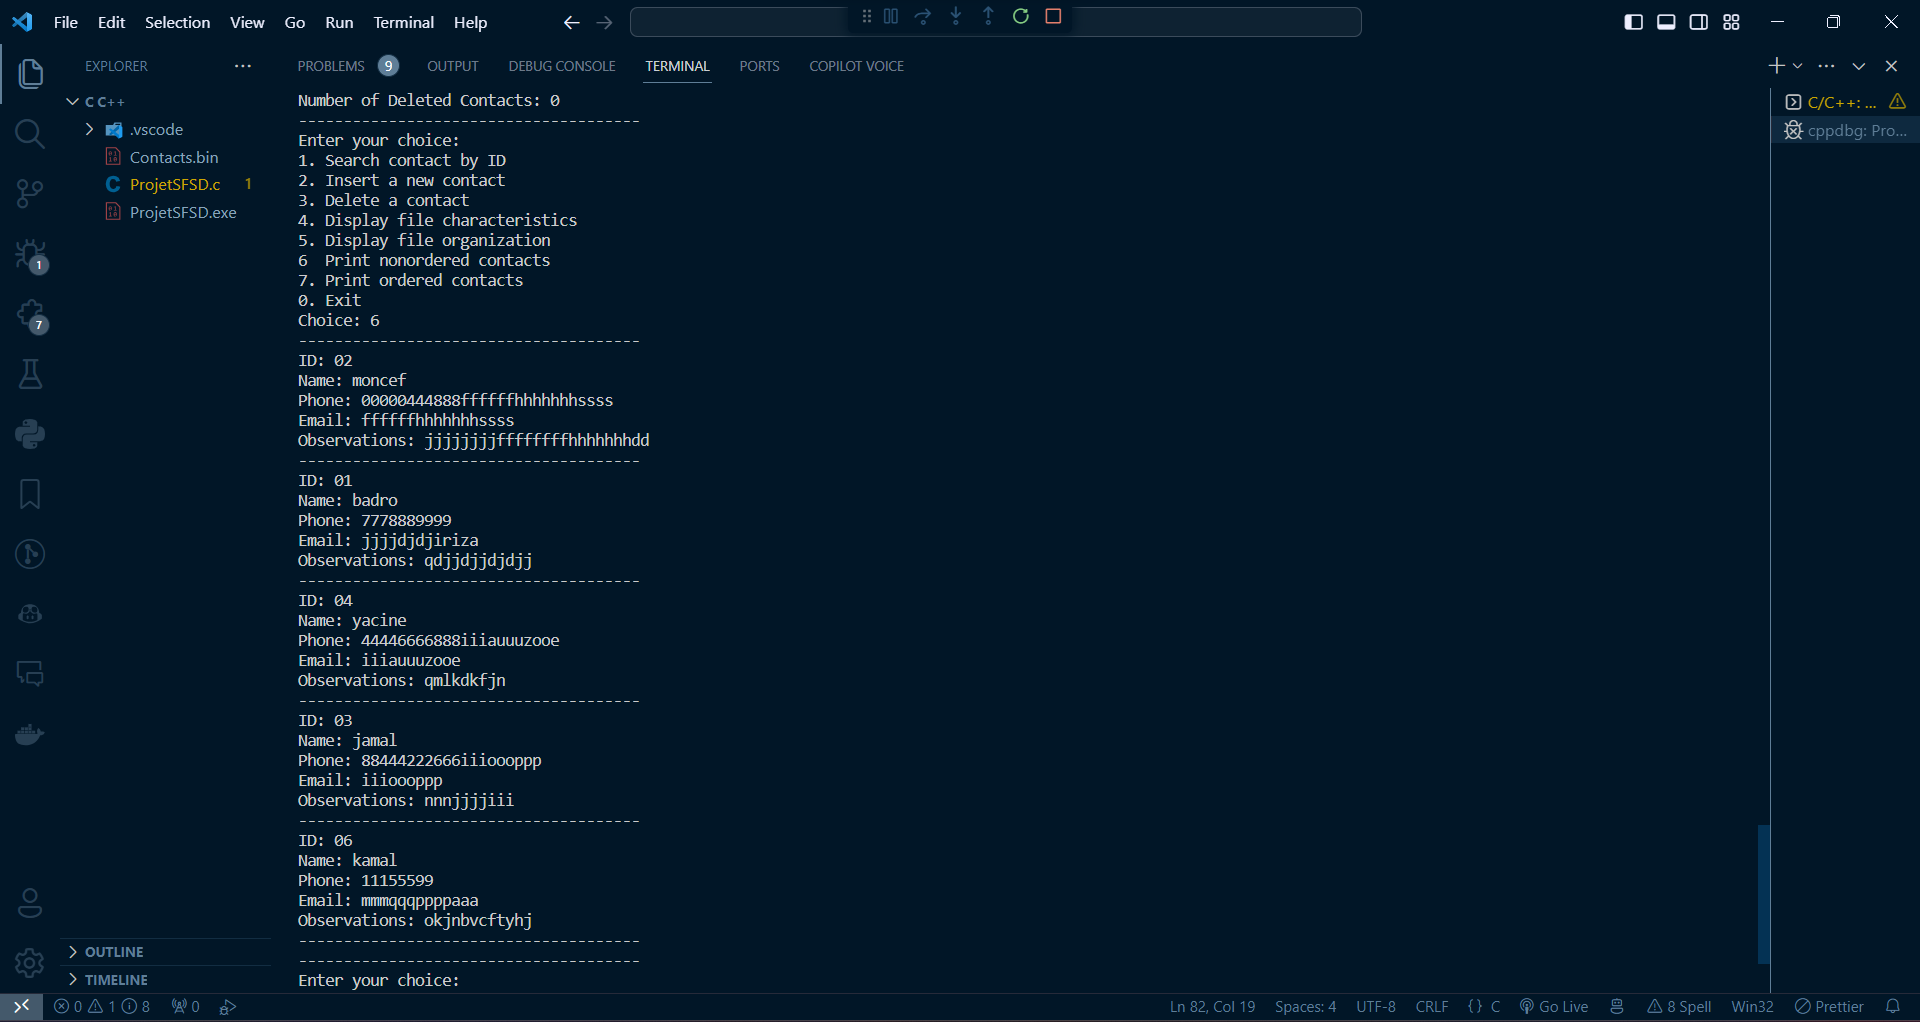 File Edit Selection View Go Run Terminal Help
EXPLORER
C C++
.vscode
Contacts.bin
ProjetSFSD.c 1
ProjetSFSD.exe
1
7
OUTLINE
TIMELINE
PROBLEMS 9 OUTPUT DEBUG CONSOLE TERMINAL PORTS COPILOT VOICE
Number of Deleted Contacts: 0
--------------------------------------
Enter your choice:
1. Search contact by ID
2. Insert a new contact
3. Delete a contact
4. Display file characteristics
5. Display file organization
6  Print nonordered contacts
7. Print ordered contacts
0. Exit
Choice: 6
--------------------------------------
ID: 02
Name: moncef
Phone: 00000444888ffffffhhhhhhhssss
Email: ffffffhhhhhhhssss
Observations: jjjjjjjjffffffffhhhhhhhdd
--------------------------------------
ID: 01
Name: badro
Phone: 7778889999
Email: jjjjdjdjiriza
Observations: qdjjdjjdjdjj
--------------------------------------
ID: 04
Name: yacine
Phone: 44446666888iiiauuuzooe
Email: iiiauuuzooe
Observations: qmlkdkfjn
--------------------------------------
ID: 03
Name: jamal
Phone: 88444222666iiioooppp
Email: iiioooppp
Observations: nnnjjjjiii
--------------------------------------
ID: 06
Name: kamal
Phone: 11155599
Email: mmmqqqppppaaa
Observations: okjnbvcftyhj
--------------------------------------
--------------------------------------
Enter your choice:
C/C++: ...
cppdbg: Pro...
0 1 8 0 Ln 82, Col 19 Spaces: 4 UTF-8 CRLF {} C Go Live 8 Spell Win32 Prettier